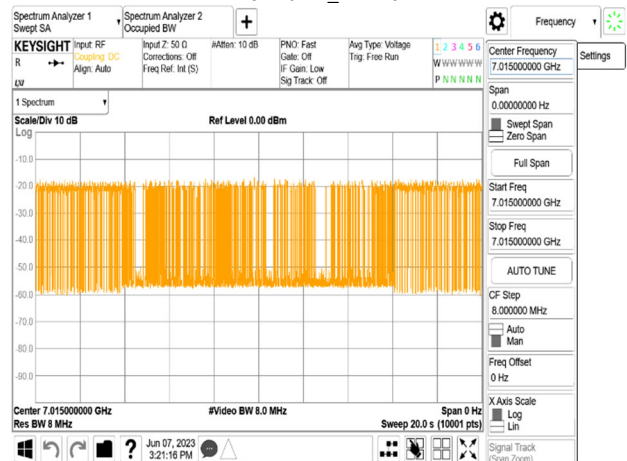 Spectrum Analyzer 1
Swept SA
Spectrum Analyzer 2
Occupied BW
+
Frequency
KEYSIGHT
R
Input: RF
Coupling: DC
Align: Auto
Input Z: 50 Ω
Corrections: Off
Freq Ref: Int (S)
#Atten: 10 dB
PNO: Fast
Gate: Off
IF Gain: Low
Sig Track: Off
Avg Type: Voltage
Trig: Free Run
1 2 3 4 5 6
W W W W W W
P N N N N N
1 Spectrum
Scale/Div 10 dB
Ref Level 0.00 dBm
Log
-10.0
-20.0
-30.0
-40.0
-50.0
-60.0
-70.0
-80.0
-90.0
Center 7.015000000 GHz
#Video BW 8.0 MHz
Span 0 Hz
Res BW 8 MHz
Sweep 20.0 s (10001 pts)
?
Jun 07, 2023
3:21:16 PM
Center Frequency
7.015000000 GHz
Settings
Span
0.00000000 Hz
Swept Span
Zero Span
Full Span
Start Freq
7.015000000 GHz
Stop Freq
7.015000000 GHz
AUTO TUNE
CF Step
8.000000 MHz
Auto
Man
Freq Offset
0 Hz
X Axis Scale
Log
Lin
Signal Track
(Span Zoom)